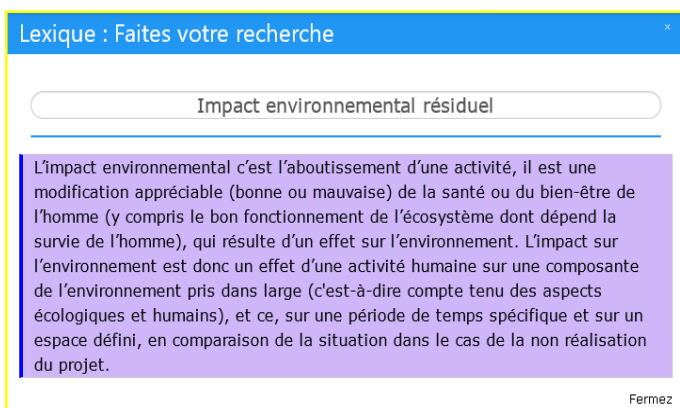 Lexique : Faites votre recherche
×
Impact environnemental résiduel
L’impact environnemental c’est l’aboutissement d’une activité, il est une
modification appréciable (bonne ou mauvaise) de la santé ou du bien-être de
l’homme (y compris le bon fonctionnement de l’écosystème dont dépend la
survie de l’homme), qui résulte d’un effet sur l’environnement. L’impact sur
l’environnement est donc un effet d’une activité humaine sur une composante
de l’environnement pris dans large (c'est-à-dire compte tenu des aspects
écologiques et humains), et ce, sur une période de temps spécifique et sur un
espace défini, en comparaison de la situation dans le cas de la non réalisation
du projet.
Fermez